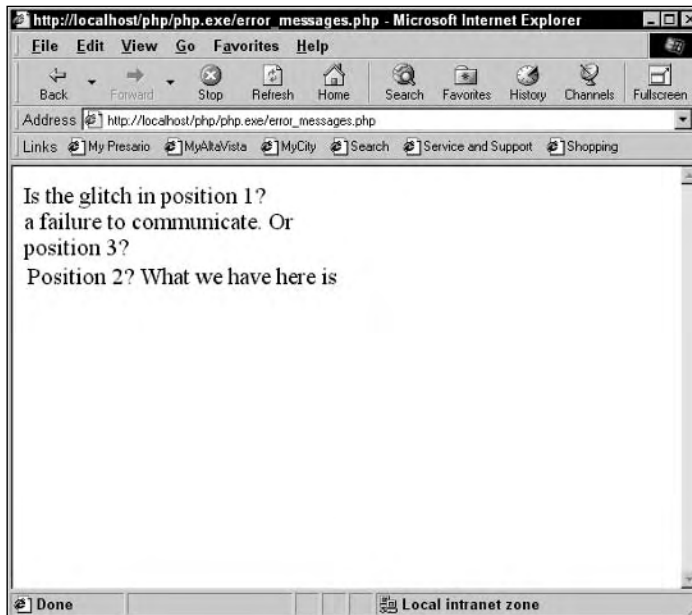 http://localhost/php/php.exe/error_messages.php - Microsoft Internet Explorer
File Edit View Go Favorites Help
Back Forward Stop Refresh Home Search Favorites History Channels Fullscreen
Address http://localhost/php/php.exe/error_messages.php
Links My Presario MyAltaVista MyCity Search Service and Support Shopping
Is the glitch in position 1?
a failure to communicate. Or
position 3?
Position 2? What we have here is
Done Local intranet zone